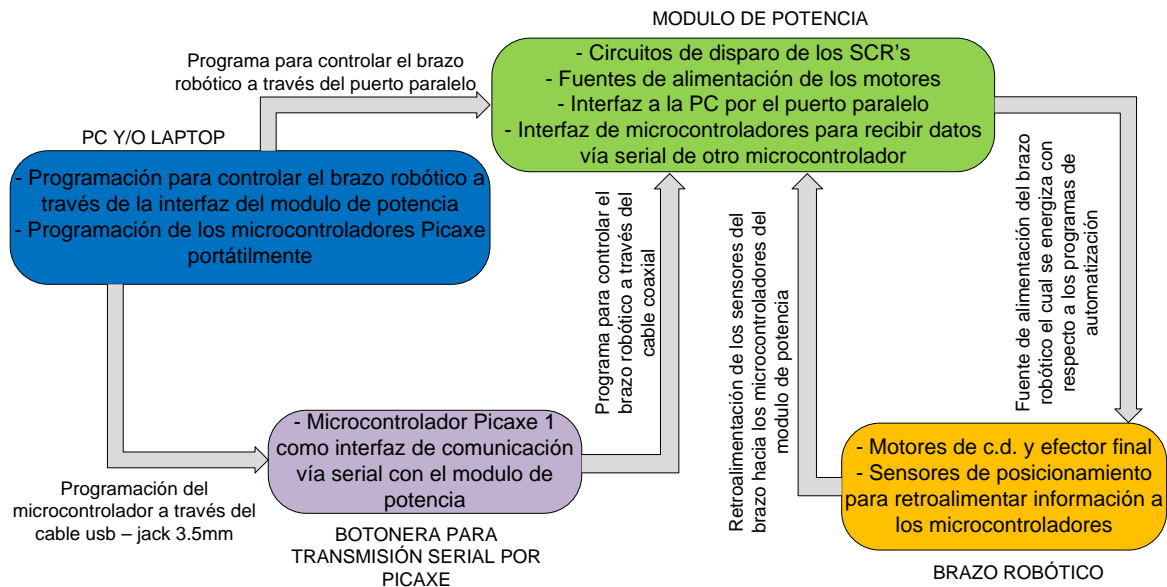 MODULO DE POTENCIA
Programa para controlar el brazo
robótico a través del puerto paralelo
- Circuitos de disparo de los SCR's
- Fuentes de alimentación de los motores
- Interfaz a la PC por el puerto paralelo
- Interfaz de microcontroladores para recibir datos
vía serial de otro microcontrolador
PC Y/O LAPTOP
- Programación para controlar el brazo robótico a
través de la interfaz del modulo de potencia
- Programación de los microcontroladores Picaxe
portátilmente
Programa para controlar el
brazo robótico a través del
cable coaxial
Retroalimentación de los sensores del
brazo hacia los microcontroladores del
modulo de potencia
Fuente de alimentación del brazo
robótico el cual se energiza con
respecto a los programas de
automatización
- Microcontrolador Picaxe 1
como interfaz de comunicación
vía serial con el modulo de
potencia
- Motores de c.d. y efector final
- Sensores de posicionamiento
para retroalimentar información a
los microcontroladores
Programación del
microcontrolador a través del
cable usb – jack 3.5mm
BOTONERA PARA
TRANSMISIÓN SERIAL POR
PICAXE
BRAZO ROBÓTICO